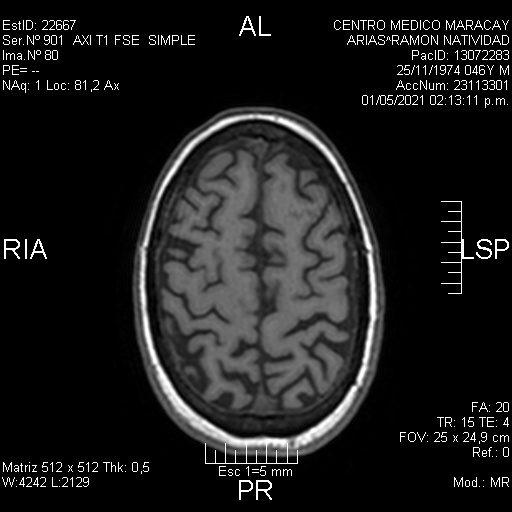 EstID: 22667
Ser.Nº 901 AXI T1 FSE SIMPLE
Ima.Nº 80
PE= --
NAq: 1 Loc: 81,2 Ax
AL
CENTRO MEDICO MARACAY
ARIAS^RAMON NATIVIDAD
PacID: 13072283
25/11/1974 046Y M
AccNum: 23113301
01/05/2021 02:13:11 p.m.
RIA
LSP
FA: 20
TR: 15 TE: 4
FOV: 25 x 24,9 cm
Ref.: 0
Matriz 512 x 512 Thk: 0,5
W:4242 L:2129
Esc 1=5 mm
PR
Mod.: MR